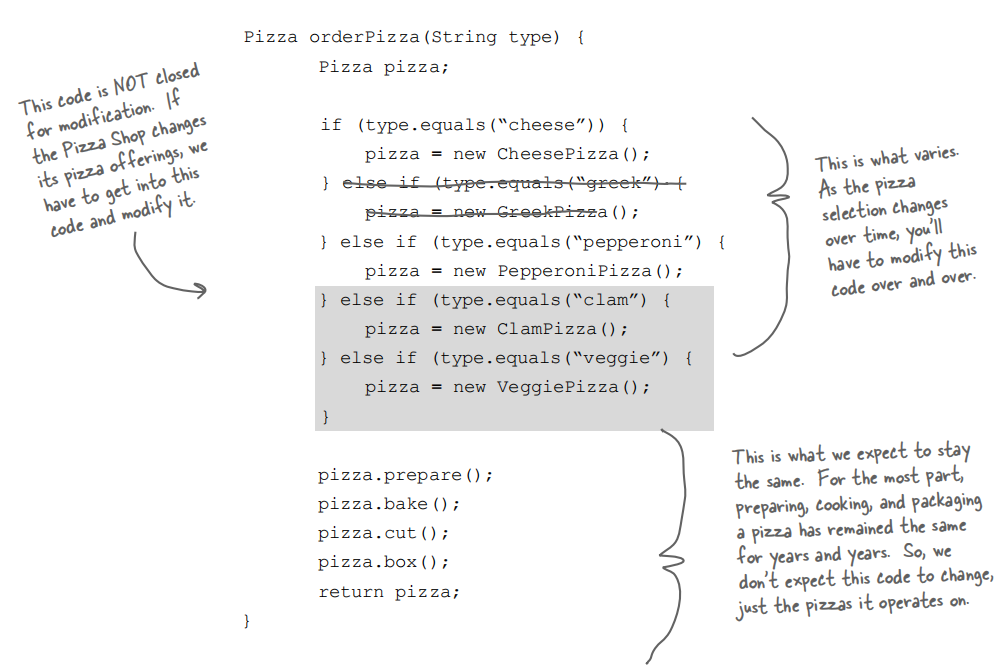 Pizza orderPizza(String type) {
Pizza pizza;
This code is NOT closed
for modification. If
the Pizza Shop changes
its pizza offerings, we
have to get into this
code and modify it.
if (type.equals(“cheese”)) {
pizza = new CheesePizza();
} else if (type.equals(“greek”) {
pizza = new GreekPizza();
} else if (type.equals(“pepperoni”) {
pizza = new PepperoniPizza();
} else if (type.equals(“clam”) {
pizza = new ClamPizza();
} else if (type.equals(“veggie”) {
pizza = new VeggiePizza();
}
This is what varies.
As the pizza
selection changes
over time, you’ll
have to modify this
code over and over.
pizza.prepare();
pizza.bake();
pizza.cut();
pizza.box();
return pizza;
}
This is what we expect to stay
the same. For the most part,
preparing, cooking, and packaging
a pizza has remained the same
for years and years. So, we
don’t expect this code to change,
just the pizzas it operates on.